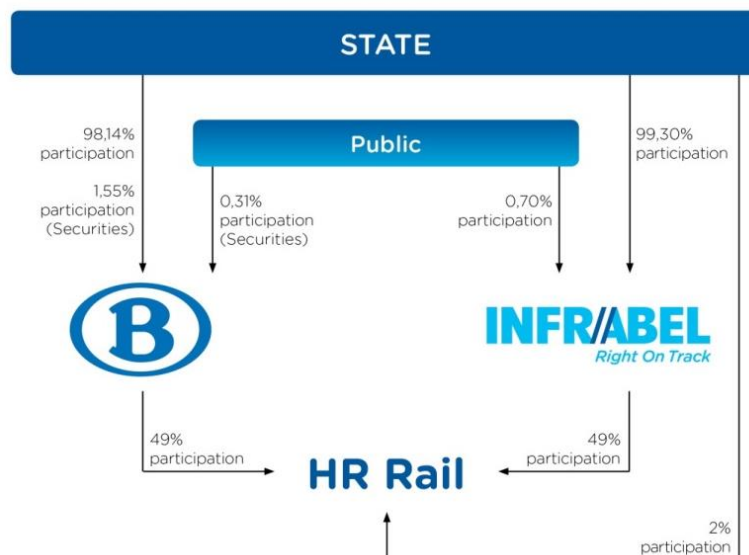 STATE
98,14%
participation
1,55%
participation
(Securities)
Public
99,30%
participation
0,31%
participation
(Securities)
0,70%
participation
B
INFRABEL
Right On Track
49%
participation
HR Rail
49%
participation
2%
participation